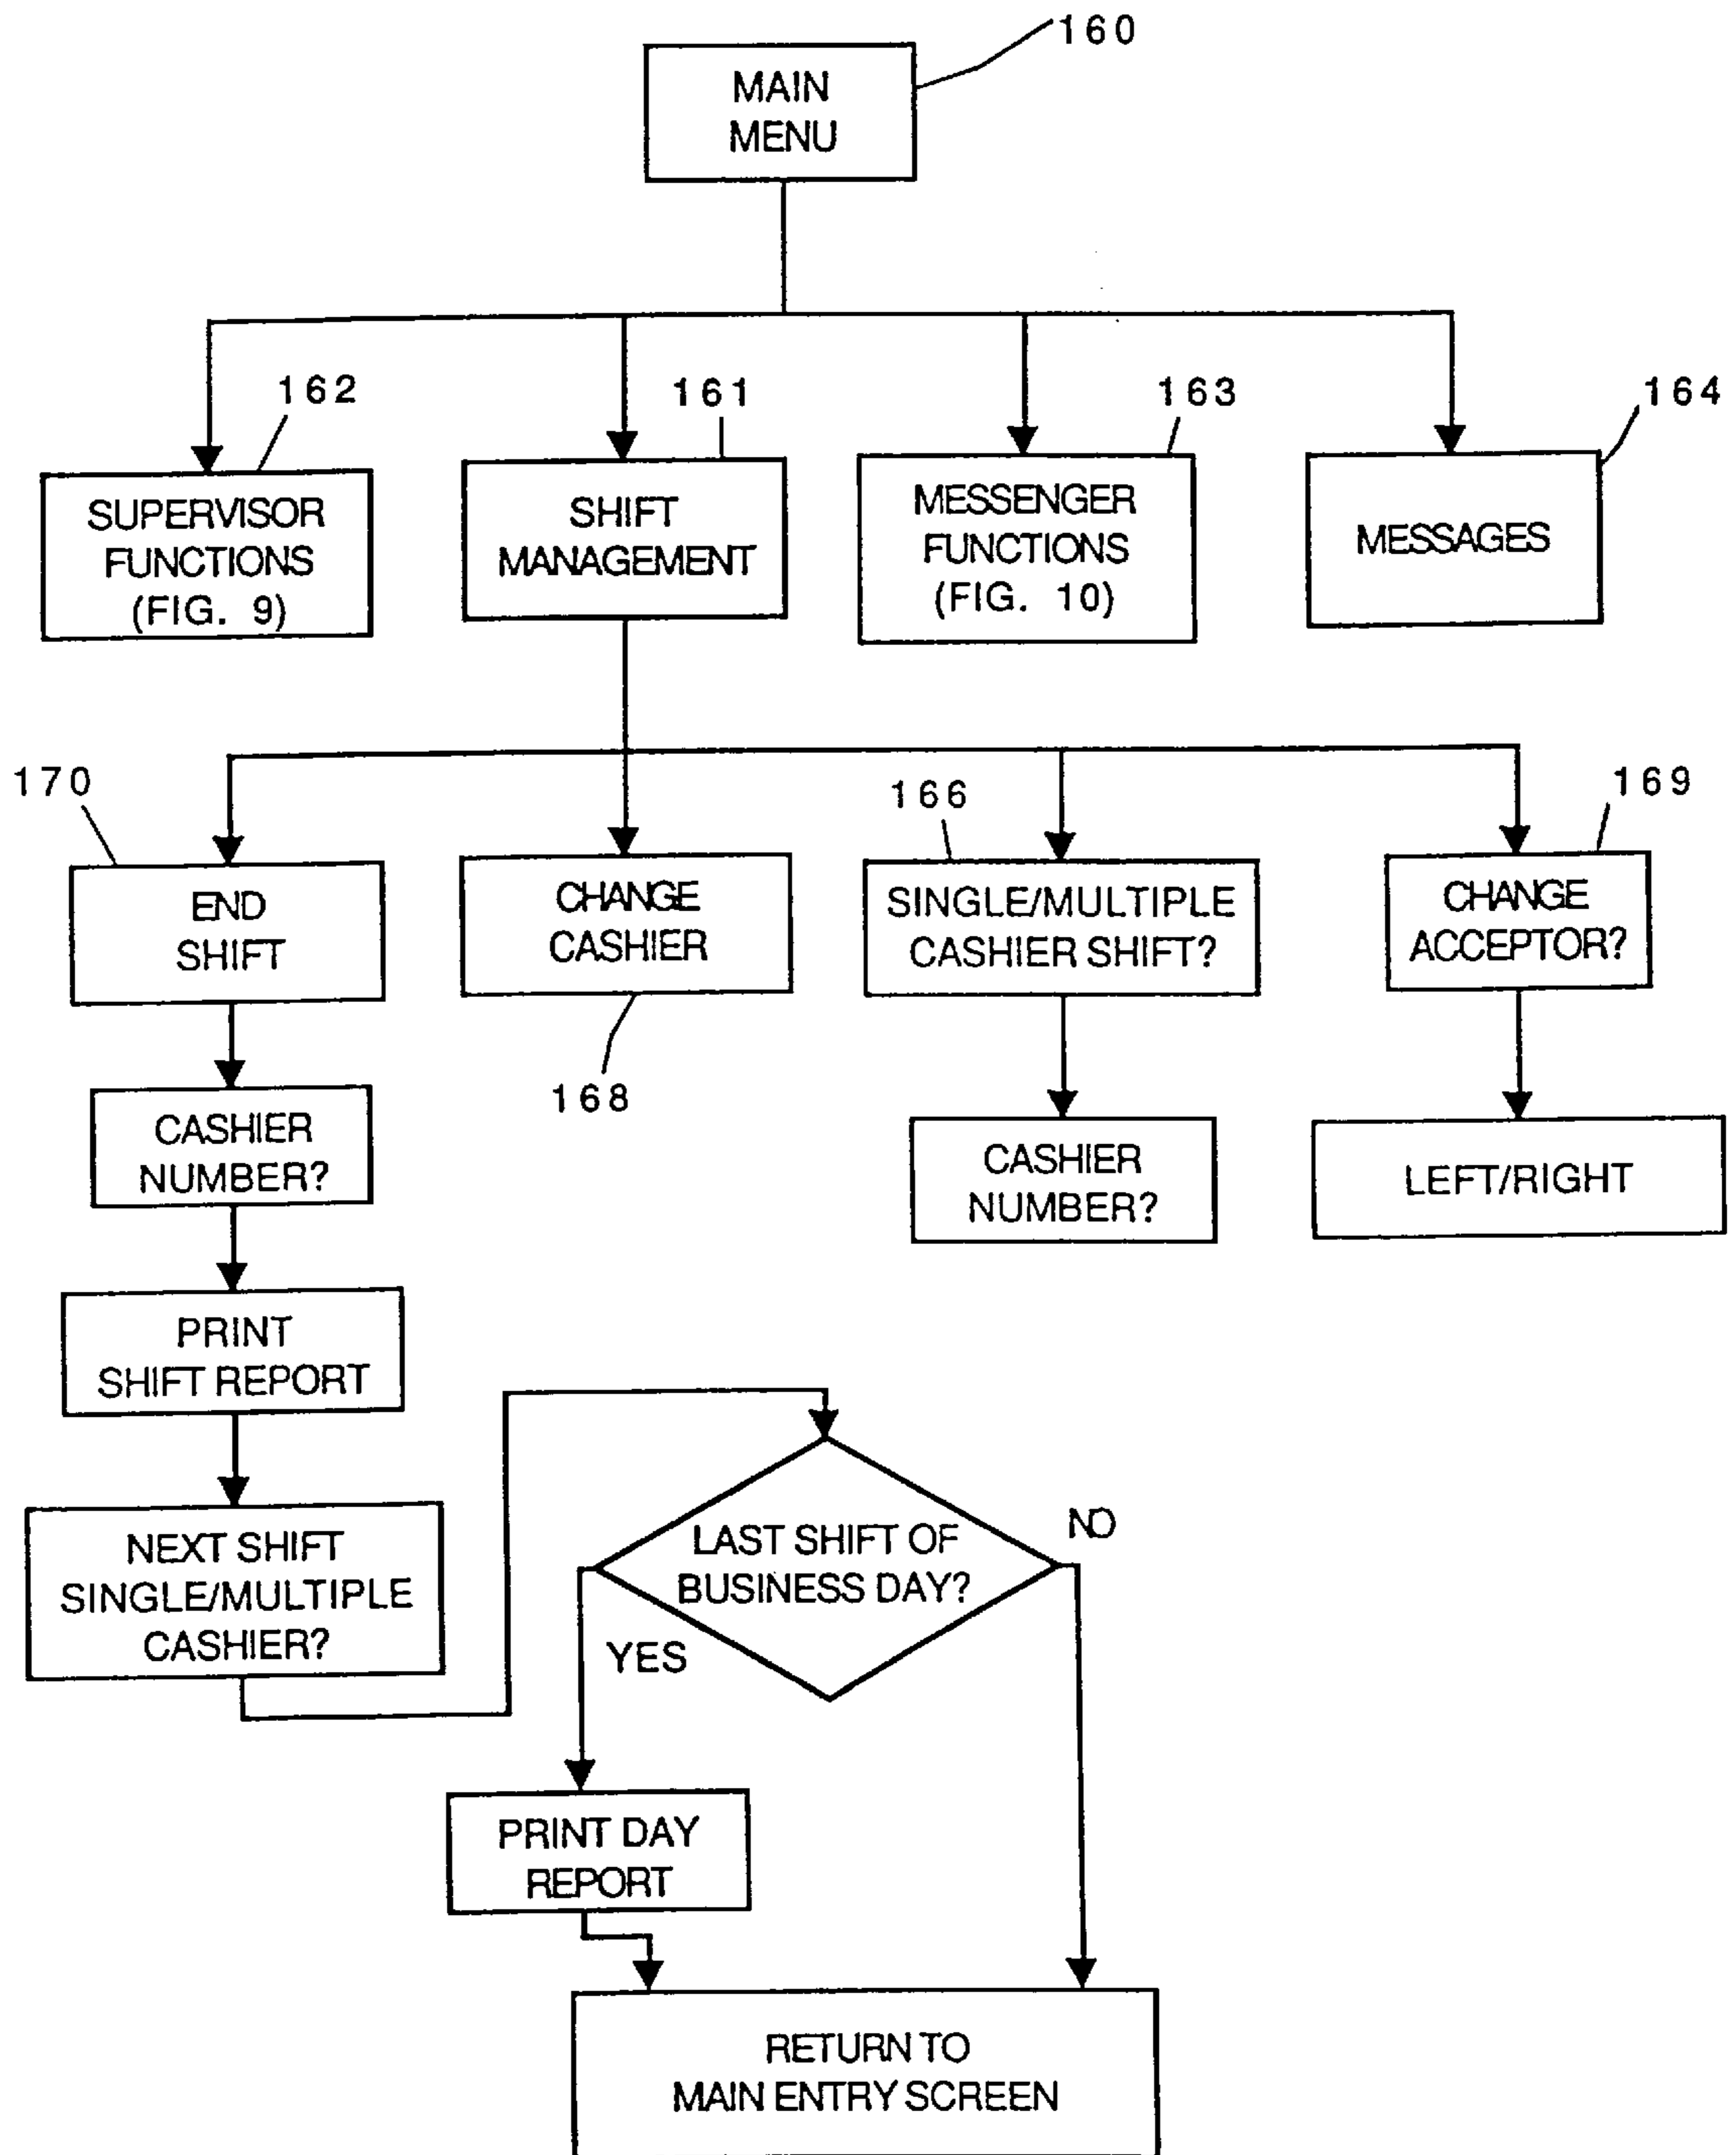 160
MAIN
MENU
162
161
163
164
SUPERVISOR
FUNCTIONS
(FIG. 9)
SHIFT
MANAGEMENT
MESSENGER
FUNCTIONS
(FIG. 10)
MESSAGES
170
166
169
END
SHIFT
CHANGE
CASHIER
SINGLE/MULTIPLE
CASHIER SHIFT?
CHANGE
ACCEPTOR?
168
CASHIER
NUMBER?
CASHIER
NUMBER?
LEFT/RIGHT
PRINT
SHIFT REPORT
NEXT SHIFT
SINGLE/MULTIPLE
CASHIER?
LAST SHIFT OF
BUSINESS DAY?
NO
YES
PRINT DAY
REPORT
RETURN TO
MAIN ENTRY SCREEN